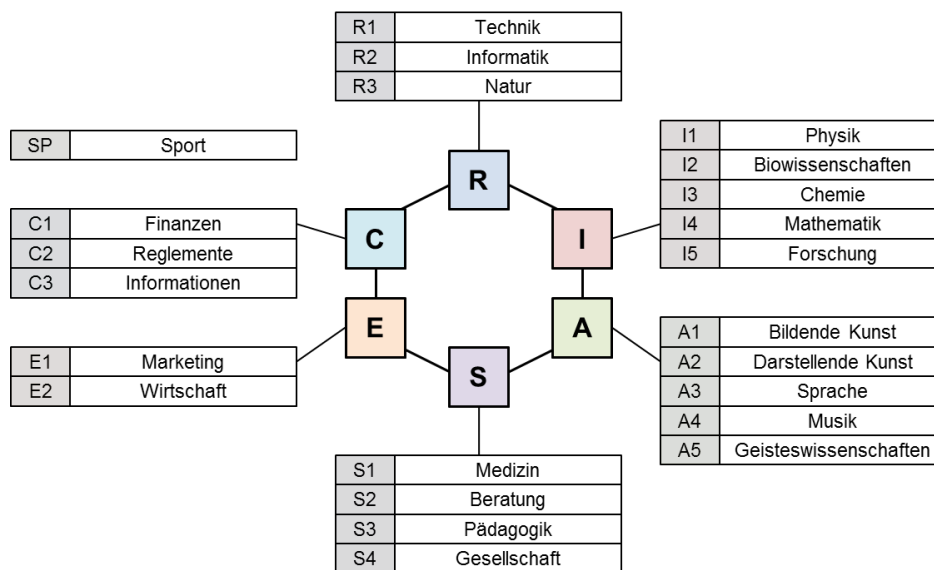 R1 Technik
R2 Informatik
R3 Natur
SP Sport
R
I1 Physik
I2 Biowissenschaften
I3 Chemie
I4 Mathematik
I5 Forschung
C1 Finanzen
C2 Reglemente
C3 Informationen
C
I
E
A
E1 Marketing
E2 Wirtschaft
S
A1 Bildende Kunst
A2 Darstellende Kunst
A3 Sprache
A4 Musik
A5 Geisteswissenschaften
S1 Medizin
S2 Beratung
S3 Pädagogik
S4 Gesellschaft